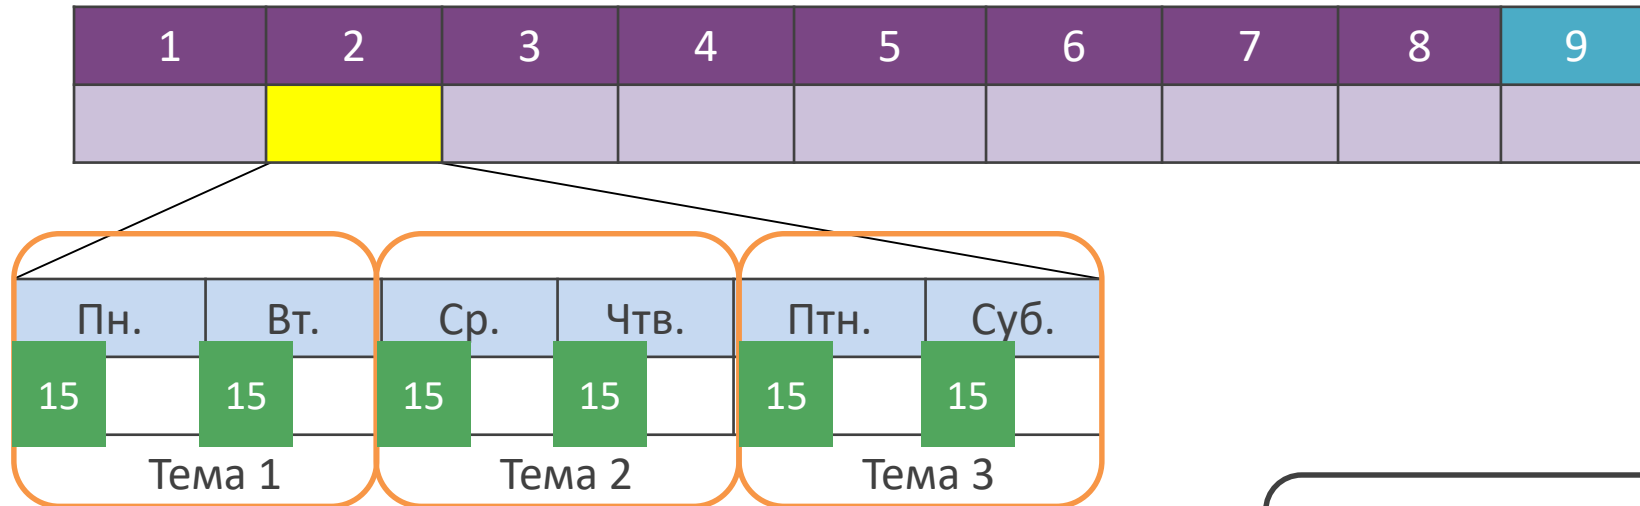 1 2 3 4 5 6 7 8 9
Пн. Вт. Ср. Чтв. Птн. Суб.
15 15 15 15 15 15
Тема 1 Тема 2 Тема 3